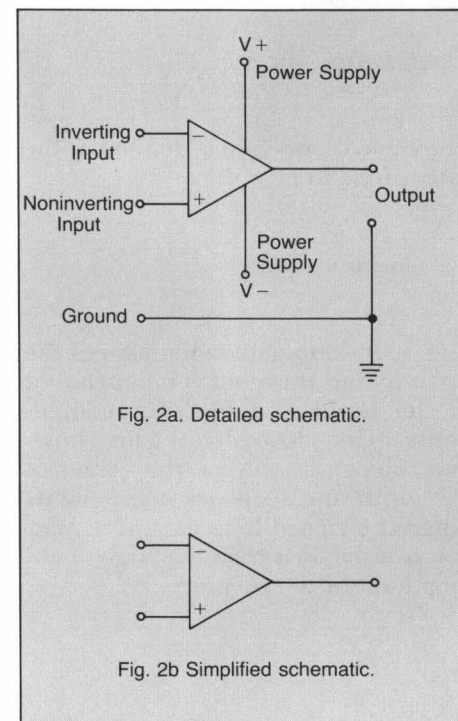 V+
Power Supply
Inverting
Input
−
Noninverting
Input
+
Output
Power
Supply
V−
Ground
Fig. 2a. Detailed schematic.
−
+
Fig. 2b Simplified schematic.